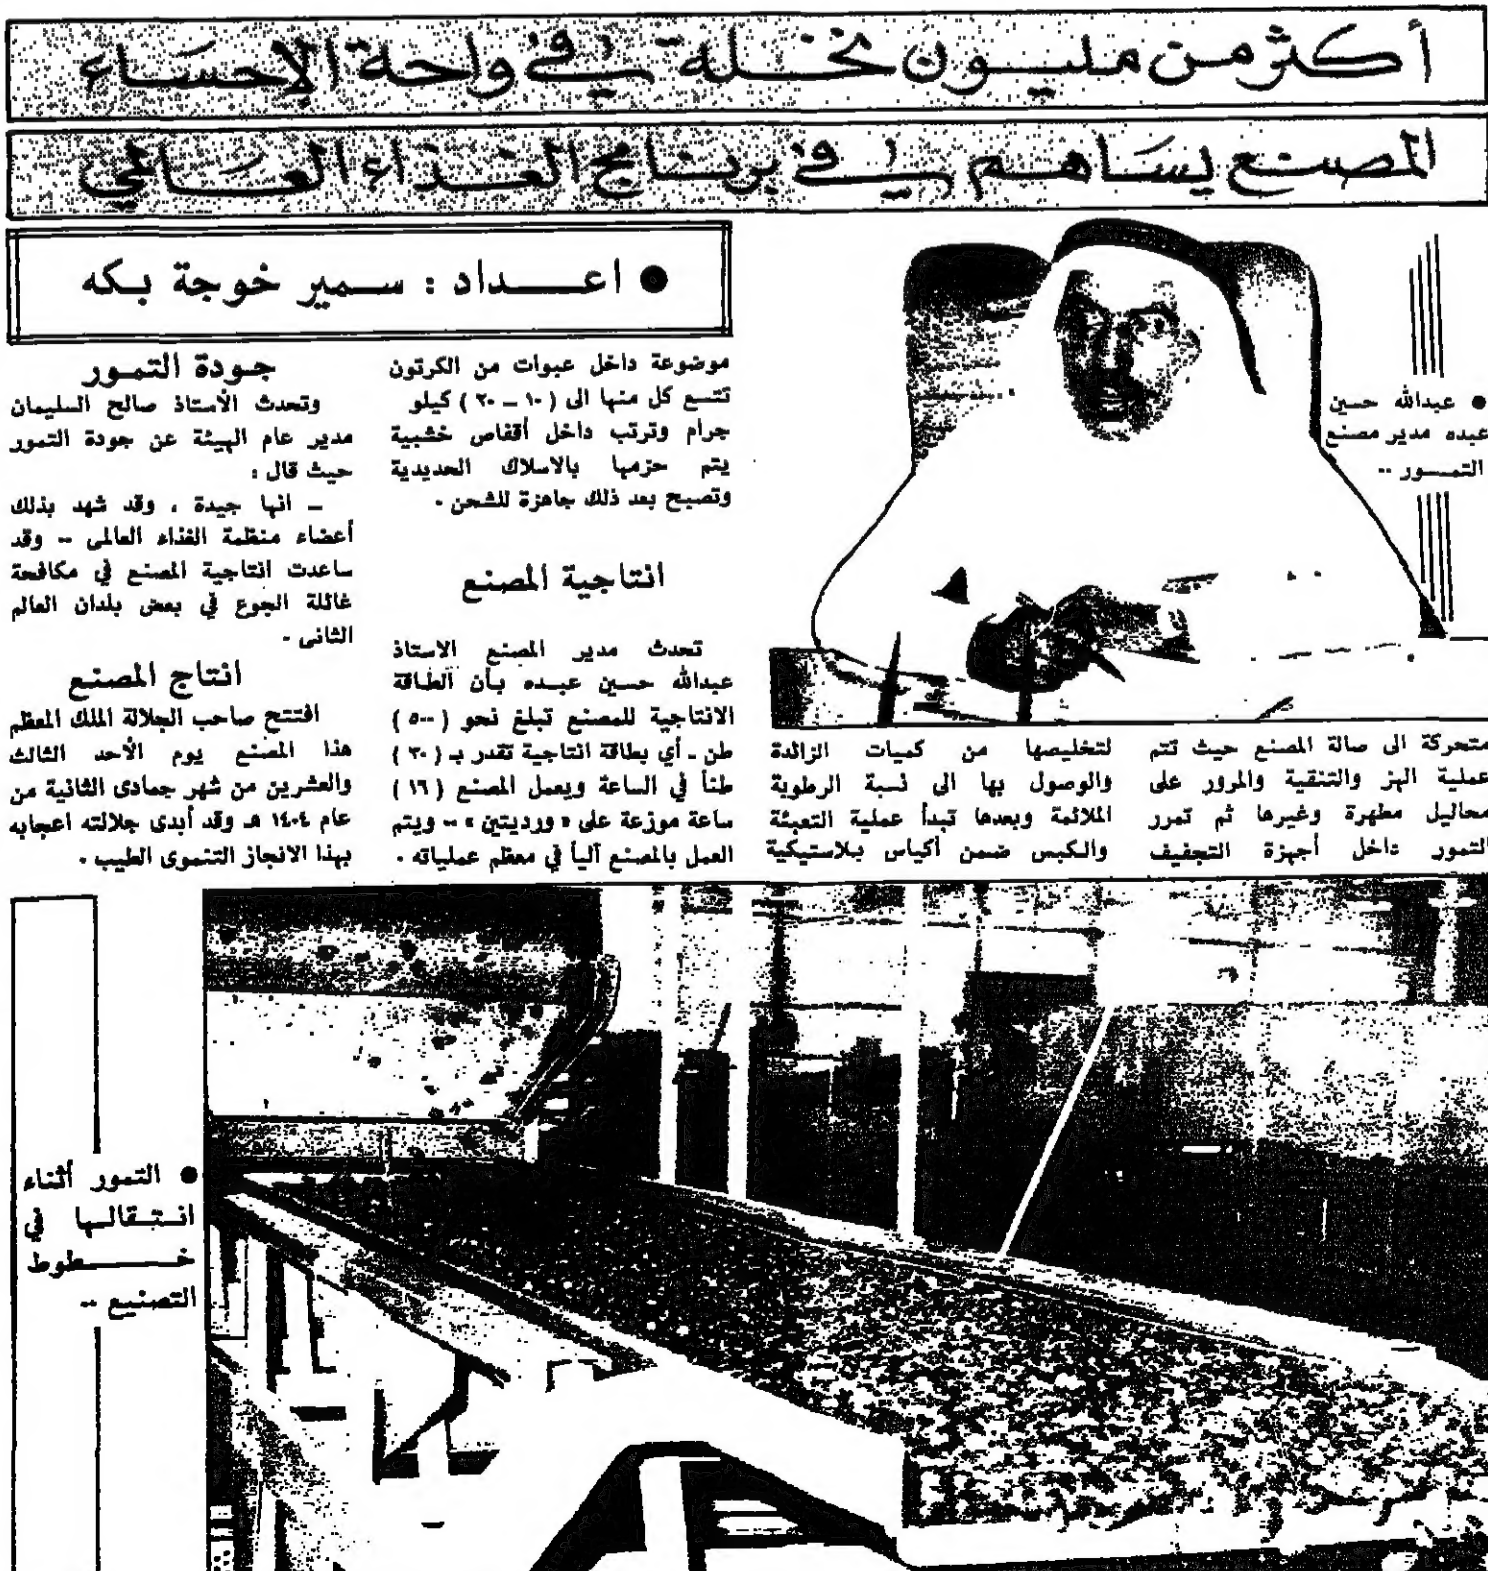 أكثر من مليون نخلة في واحة الإحساء
المصنع يساهم في برنامج الغذاء العالمي
● اعداد : سمير خوجة بكه
● عبدالله حسين
عبده مدير مصنع
التمور ..
متحركة الى صالة المصنع حيث تتم
عملية الهز والتنقية والمرور على
محاليل مطهرة وغيرها ثم تمرر
التمور داخل أجهزة التجفيف
لتخليصها من كميات الزائدة
والوصول بها الى نسبة الرطوبة
الملائمة وبعدها تبدأ عملية التعبئة
والكبس ضمن أكياس بلاستيكية
موضوعة داخل عبوات من الكرتون
تتسع كل منها الى ( ١٠ ــ ٢٠ ) كيلو
جرام وترتب داخل أقفاص خشبية
يتم حزمها بالاسلاك الحديدية
وتصبح بعد ذلك جاهزة للشحن .
انتاجية المصنع
تحدث مدير المصنع الاستاذ
عبدالله حسين عبده بأن الطاقة
الانتاجية للمصنع تبلغ نحو ( ٥٠٠ )
طن ـ أي بطاقة انتاجية تقدر بـ ( ٣٠ )
طناً في الساعة ويعمل المصنع ( ١٦ )
ساعة موزعة على « ورديتين » .. ويتم
العمل بالمصنع آلياً في معظم عملياته .
جودة التمور
وتحدث الأستاذ صالح السليمان
مدير عام الهيئة عن جودة التمور
حيث قال :
ــ انها جيدة ، وقد شهد بذلك
أعضاء منظمة الغذاء العالمى .. وقد
ساعدت انتاجية المصنع في مكافحة
غائلة الجوع في بعض بلدان العالم
الثانى .
انتاج المصنع
افتتح صاحب الجلالة الملك المعظم
هذا المصنع يوم الأحد الثالث
والعشرين من شهر جمادى الثانية من
عام ١٤٠٤ هـ وقد أبدى جلالته اعجابه
بهذا الانجاز التنموى الطيب .
● التمور أثناء
انتقالها في
خطوط
التصنيع ..